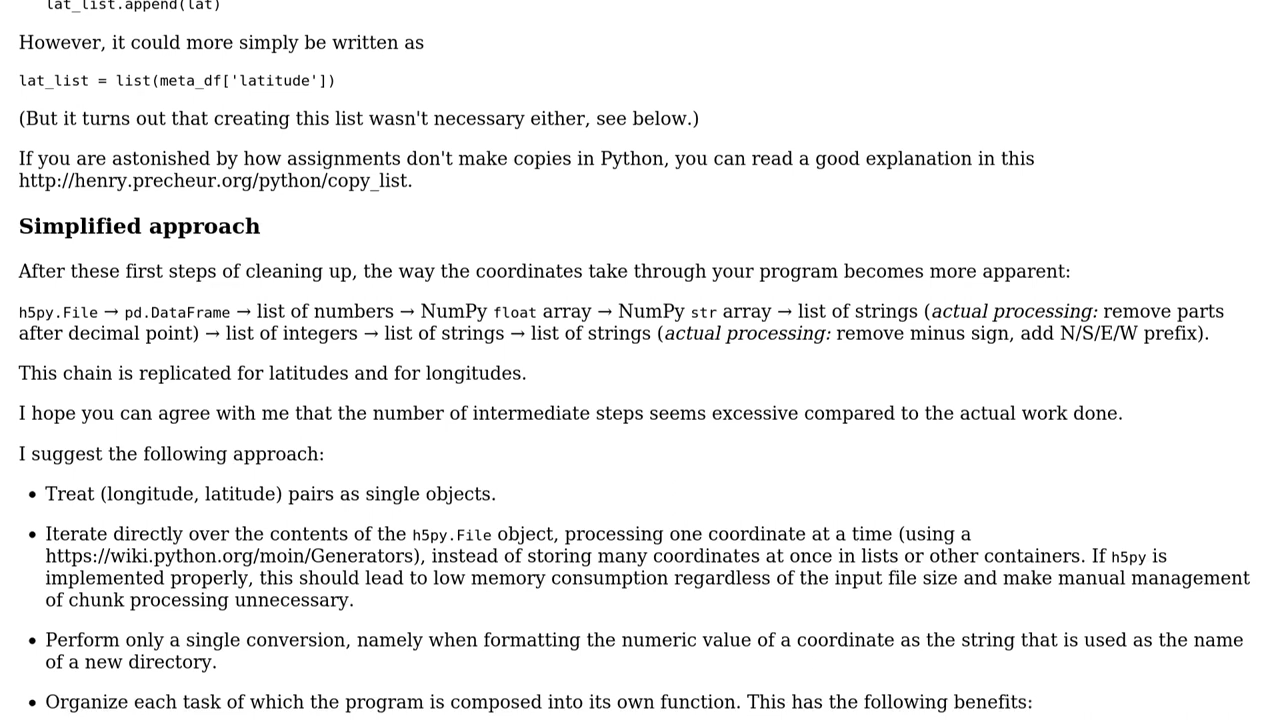 lat_list.append(lat)
However, it could more simply be written as
lat_list = list(meta_df['latitude'])
(But it turns out that creating this list wasn't necessary either, see below.)
If you are astonished by how assignments don't make copies in Python, you can read a good explanation in this
http://henry.precheur.org/python/copy_list.
Simplified approach
After these first steps of cleaning up, the way the coordinates take through your program becomes more apparent:
h5py.File → pd.DataFrame → list of numbers → NumPy float array → NumPy str array → list of strings (actual processing: remove parts
after decimal point) → list of integers → list of strings → list of strings (actual processing: remove minus sign, add N/S/E/W prefix).
This chain is replicated for latitudes and for longitudes.
I hope you can agree with me that the number of intermediate steps seems excessive compared to the actual work done.
I suggest the following approach:
• Treat (longitude, latitude) pairs as single objects.
• Iterate directly over the contents of the h5py.File object, processing one coordinate at a time (using a
https://wiki.python.org/moin/Generators), instead of storing many coordinates at once in lists or other containers. If h5py is
implemented properly, this should lead to low memory consumption regardless of the input file size and make manual management
of chunk processing unnecessary.
• Perform only a single conversion, namely when formatting the numeric value of a coordinate as the string that is used as the name
of a new directory.
• Organize each task of which the program is composed into its own function. This has the following benefits: